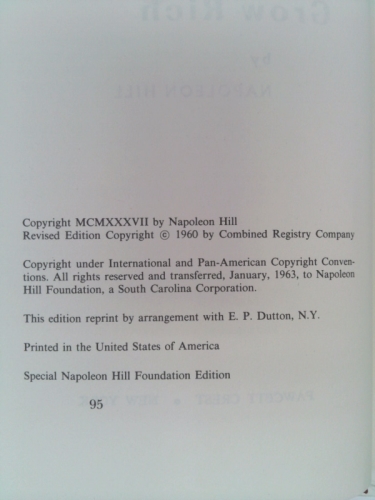 Copyright MCMXXXVII by Napoleon Hill
Revised Edition Copyright © 1960 by Combined Registry Company
Copyright under International and Pan-American Copyright Conven-
tions. All rights reserved and transferred, January, 1963, to Napoleon
Hill Foundation, a South Carolina Corporation.
This edition reprint by arrangement with E. P. Dutton, N.Y.
Printed in the United States of America
Special Napoleon Hill Foundation Edition
95